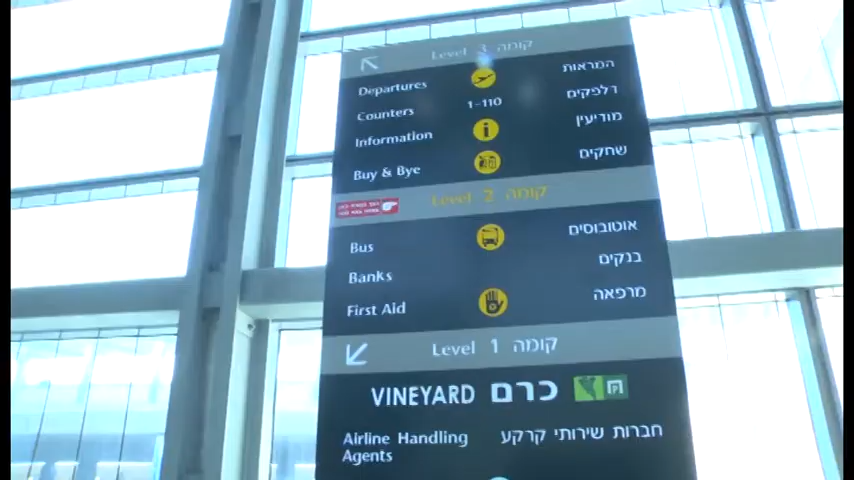 Level 3 קומה
Departures המראות
Counters 1-110 דלפקים
Information i מודיעין
Buy & Bye שחקים
Level 2 קומה
Bus אוטובוסים
Banks בנקים
First Aid מרפאה
Level 1 קומה
VINEYARD כרם
Airline Handling Agents חברות שירותי קרקע